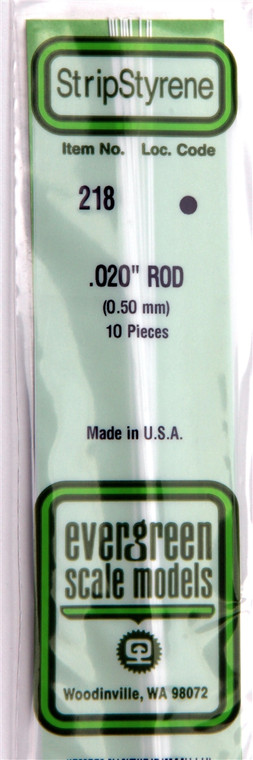 StripStyrene
Item No. Loc. Code
218
.020" ROD
(0.50 mm)
10 Pieces
Made in U.S.A.
evergreen
scale models
Woodinville, WA 98072